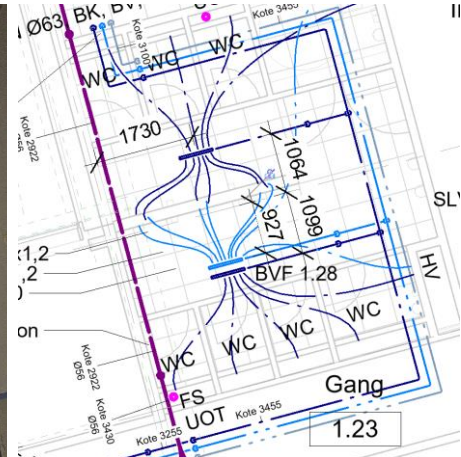 Ø63
BK, BV,
Kote 3455
WC
WC
WC
Kote 3100
Kote 2922
1730
1064
1099
927
x1,2
,2
BVF 1.28
SLV
HV
on
WC
WC
WC
WC
Kote 2922
Ø56
Kote 3430
Ø56
FS
UOT
Kote 3255
Kote 3455
Gang
1.23